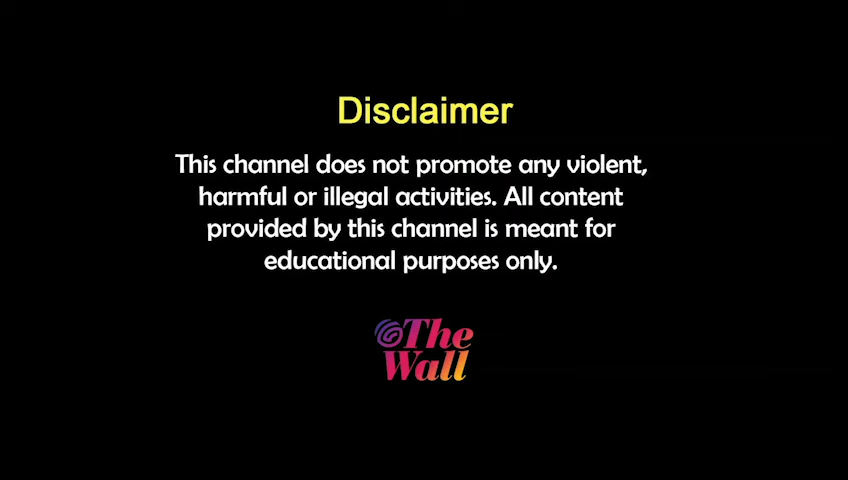 Disclaimer
This channel does not promote any violent,
harmful or illegal activities. All content
provided by this channel is meant for
educational purposes only.
The
Wall